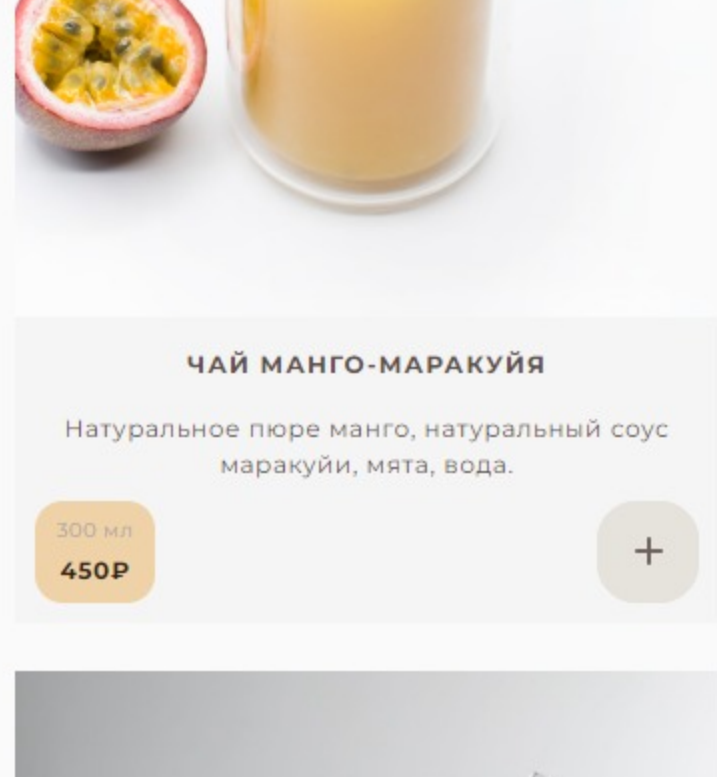 ЧАЙ МАНГО-МАРАКУЙЯ
Натуральное пюре манго, натуральный соус
маракуйи, мята, вода.
300 мл
450₽
+